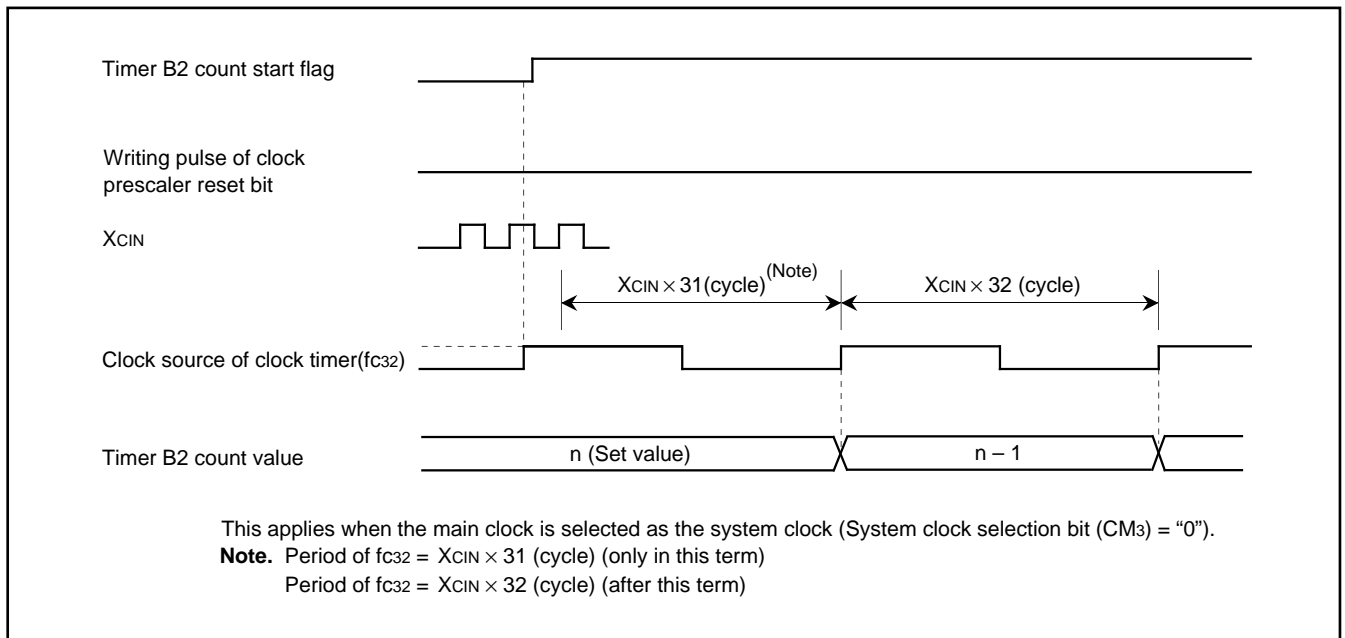 Timer B2 count start flag
Writing pulse of clock
prescaler reset bit
XCIN
XCIN × 31(cycle)(Note)
XCIN × 32 (cycle)
Clock source of clock timer(fc32)
Timer B2 count value
n (Set value)
n – 1
This applies when the main clock is selected as the system clock (System clock selection bit (CM3) = “0”).
Note. Period of fc32 = XCIN × 31 (cycle) (only in this term)
Period of fc32 = XCIN × 32 (cycle) (after this term)